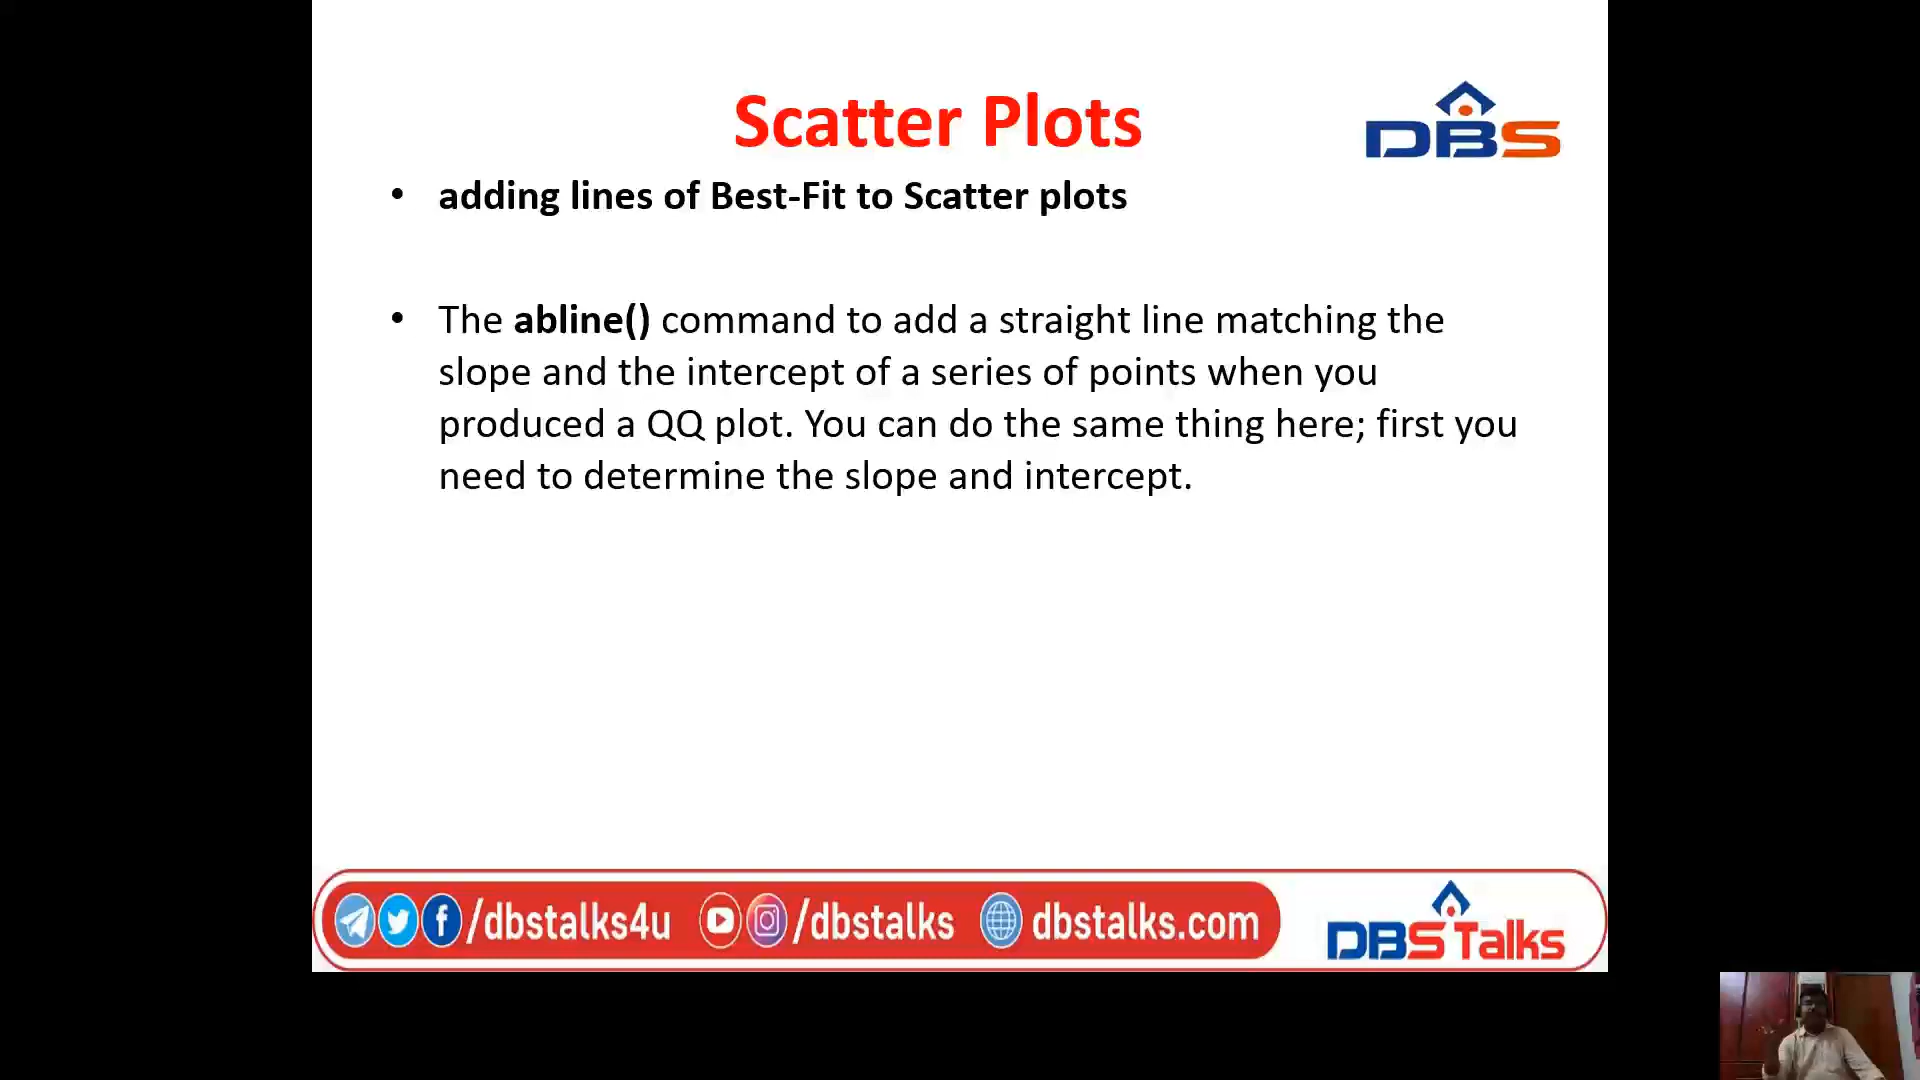 Scatter Plots
DBS
• adding lines of Best-Fit to Scatter plots
• The abline() command to add a straight line matching the
slope and the intercept of a series of points when you
produced a QQ plot. You can do the same thing here; first you
need to determine the slope and intercept.
/dbstalks4u /dbstalks dbstalks.com
DBS Talks